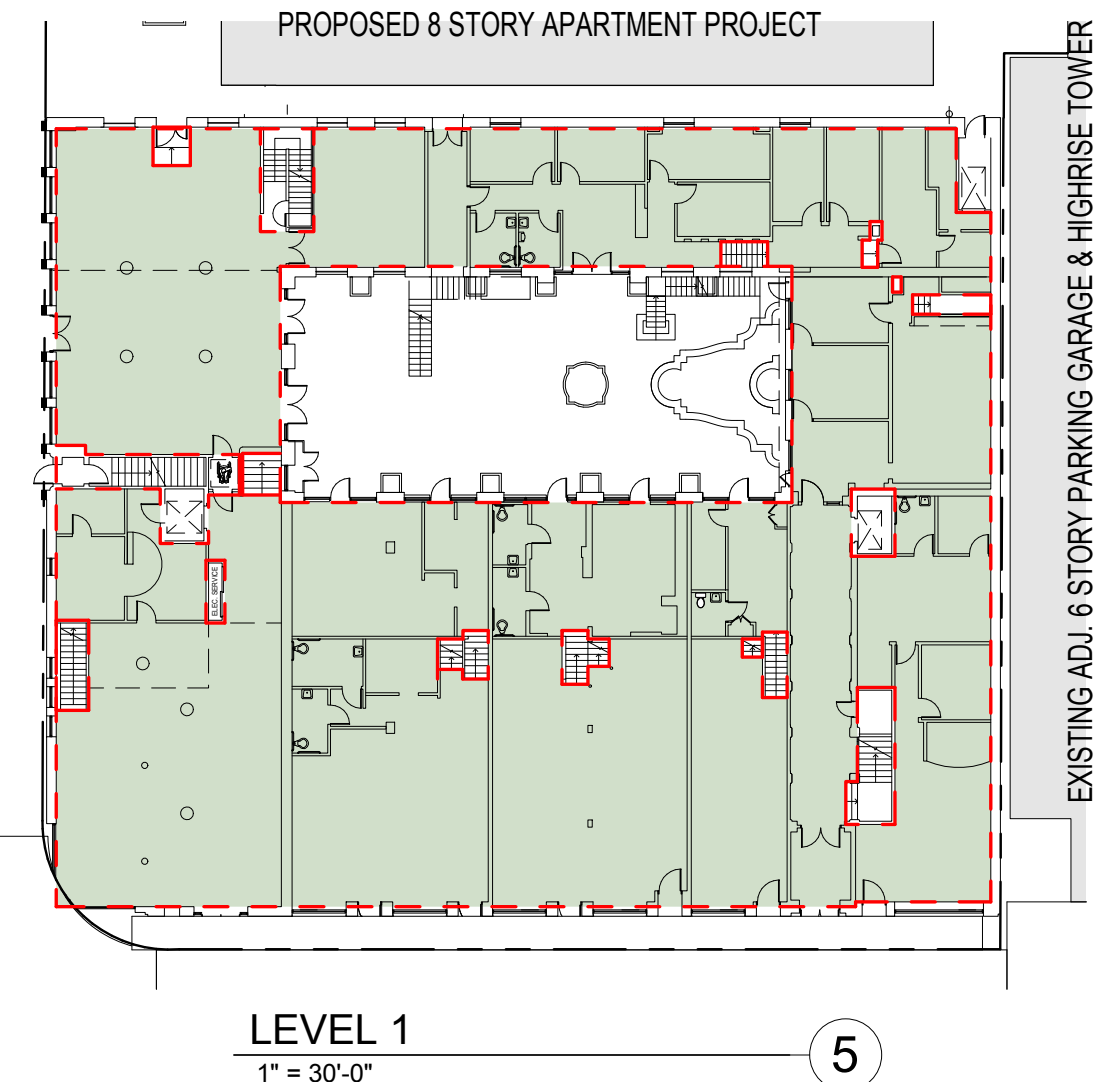 PROPOSED 8 STORY APARTMENT PROJECT
EXISTING ADJ. 6 STORY PARKING GARAGE & HIGHRISE TOWER
ELEC. SERVICE
LEVEL 1
5
1" = 30'-0"